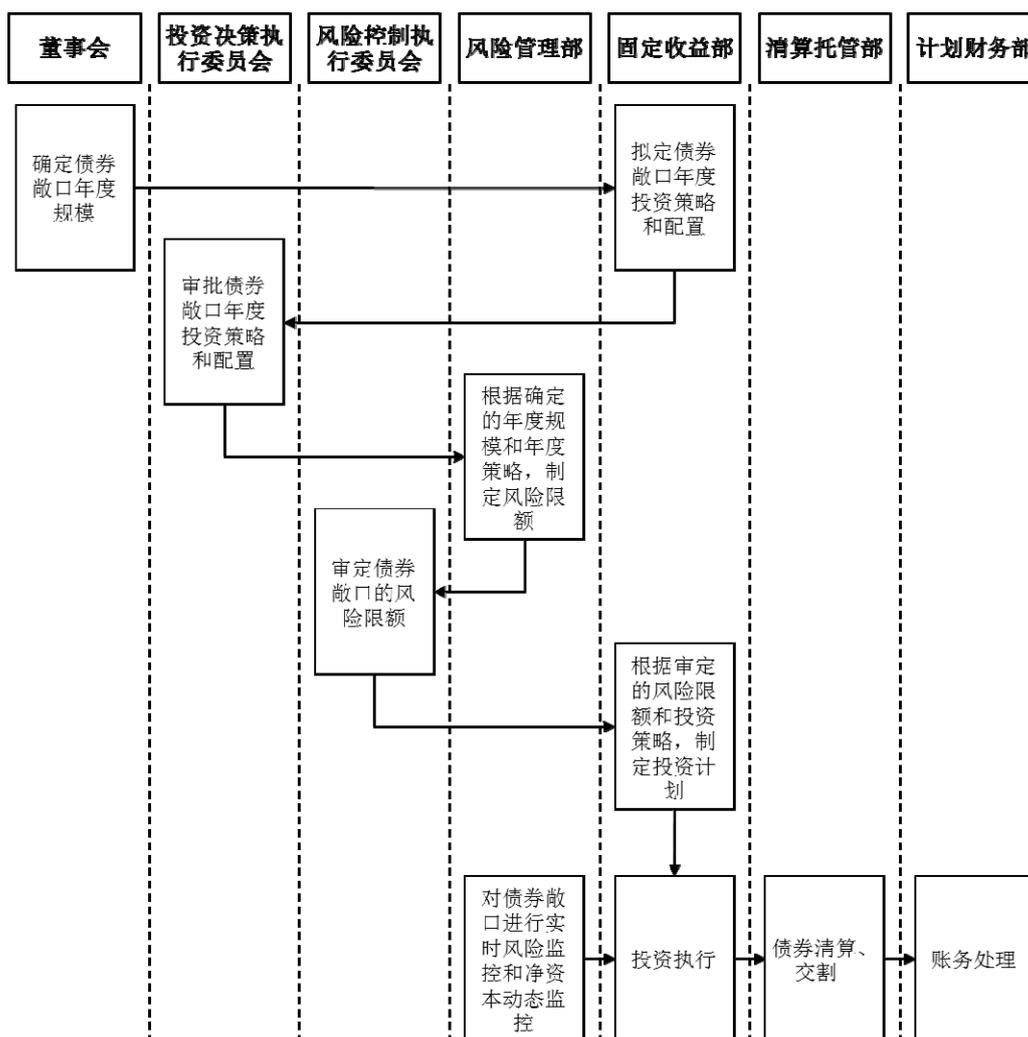 董事会
投资决策执
行委员会
风险控制执
行委员会
风险管理部
固定收益部
清算托管部
计划财务部
确定债券
敞口年度
规模
拟定债券
敞口年度
投资策略
和配置
审批债券
敞口年度
投资策略
和配置
根据确定
的年度规
模和年度
策略，制
定风险限
额
审定债券
敞口的风
险限额
根据审定
的风险限
额和投资
策略，制
定投资计
划
对债券敞
口进行实
时风险监
控和净资
本动态监
控
投资执行
债券清算、
交割
账务处理